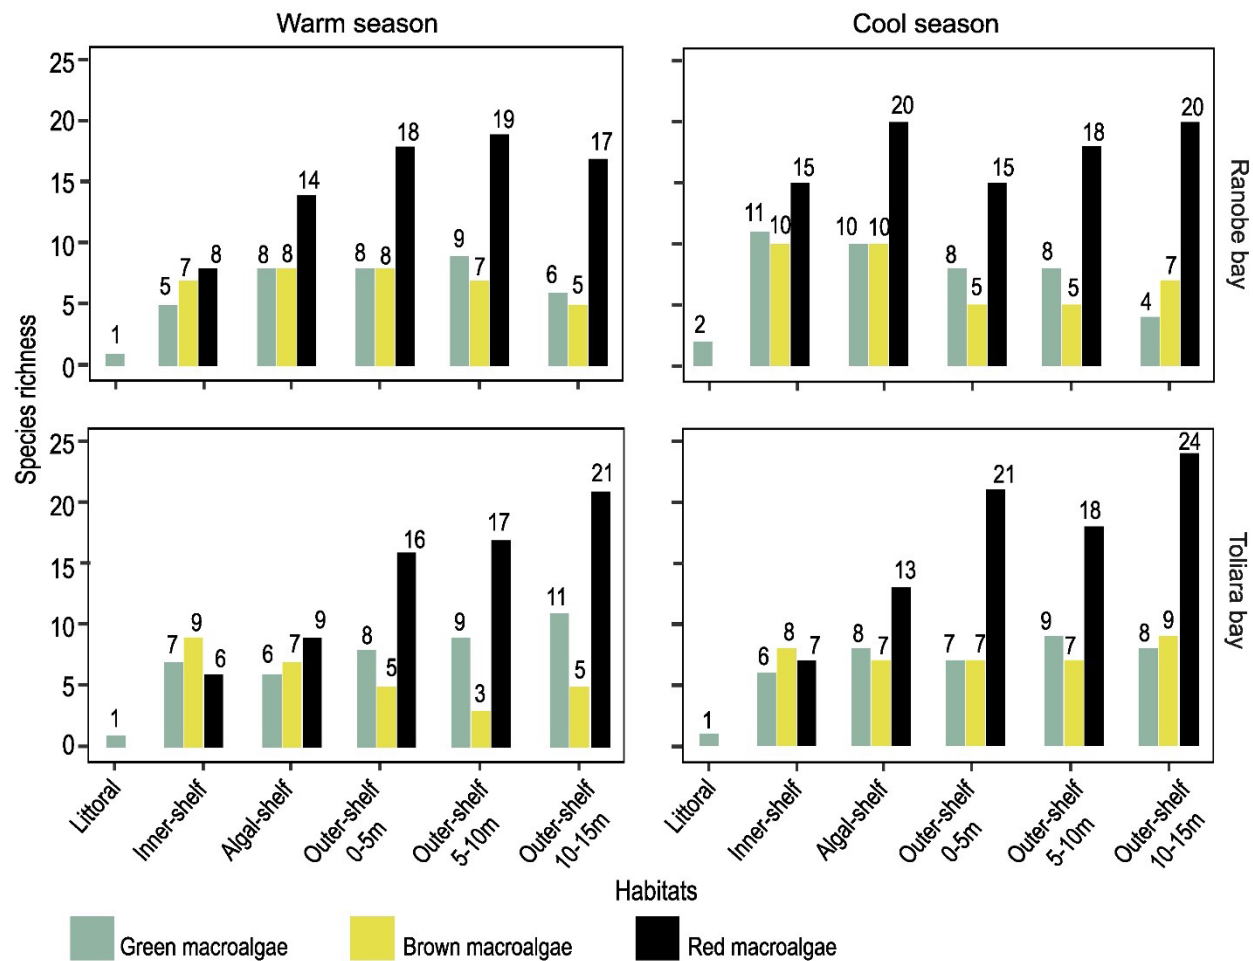 Warm season
Cool season
Species richness
25
20
15
10
5
0
1
5
7
8
8
8
14
8
8
18
9
7
19
6
5
17
2
11
10
15
10
10
20
8
5
15
8
5
18
4
7
20
Ranobe bay
25
20
15
10
5
0
1
7
9
6
6
7
9
8
5
16
9
3
17
11
5
21
1
6
8
7
8
7
13
7
7
21
9
7
18
8
9
24
Toliara bay
Littoral
Inner-shelf
Algal-shelf
Outer-shelf
0-5m
Outer-shelf
5-10m
Outer-shelf
10-15m
Littoral
Inner-shelf
Algal-shelf
Outer-shelf
0-5m
Outer-shelf
5-10m
Outer-shelf
10-15m
Habitats
Green macroalgae
Brown macroalgae
Red macroalgae